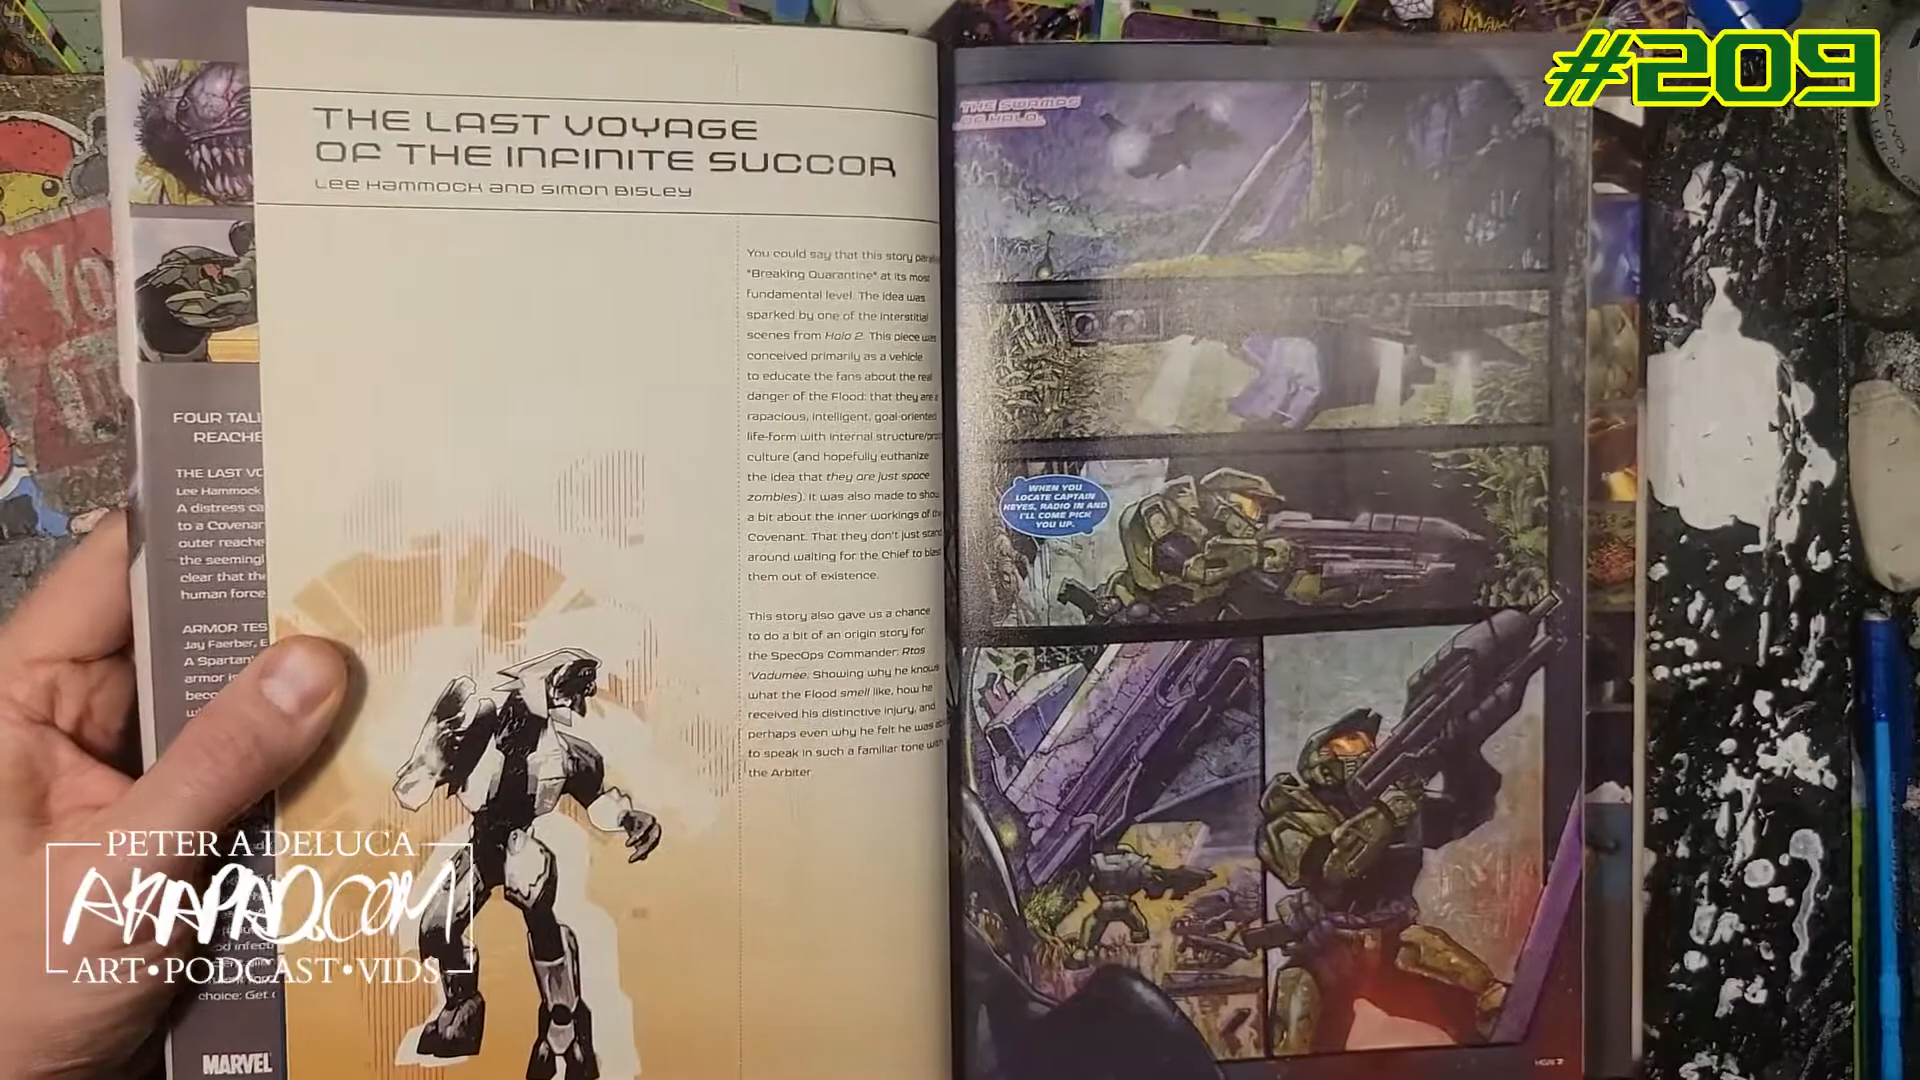 #209
THE LAST VOYAGE
OF THE INFINITE SUCCOR
Lee Hammock and Simon Bisley
You could say that this story
"Breaking Quarantine" at its most
fundamental level. The idea was
sparked by one of the interstitial
scenes from Halo 2. This piece was
conceived primarily as a vehicle
to educate the fans about the real
danger of the Flood: that they are a
rapacious, intelligent, goal-oriented
life-form with internal structure/
culture (and hopefully euthanize
the idea that they are just space
zombies). It was also made to show
a bit about the inner workings of the
Covenant. That they don't just stand
around waiting for the Chief to blast
them out of existence.
This story also gave us a chance
to do a bit of an origin story for
the SpecOps Commander: Rtas
'Vadumee. Showing why he knows
what the Flood smell like, how he
received his distinctive injury, and
perhaps even why he felt he was
to speak in such a familiar tone with
the Arbiter.
THE SWAMPS
OF HALO.
WHEN YOU
LOCATE CAPTAIN
KEYES, RADIO IN AND
I'LL COME PICK
YOU UP.
FOUR
REACHE
THE LAST
Lee Hammock
A distress
to a Covenan
outer reache
the seemingl
clear that the
human force
ARMOR TES
Jay Faerber, E
A Spartan
armor is
choice: Get
MARVEL
PETER A DELUCA
AKAPAD.COM
ART•PODCAST•VIDS